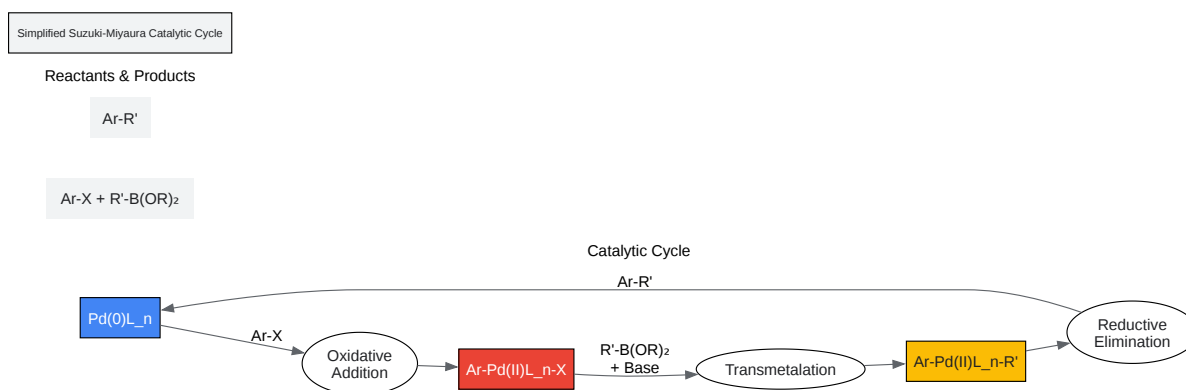 Simplified Suzuki-Miyaura Catalytic Cycle
Reactants & Products
Ar-R'
Ar-X + R'-B(OR)₂
Catalytic Cycle
Ar-R'
Pd(0)L_n
Ar-X
Oxidative
Addition
Ar-Pd(II)L_n-X
R'-B(OR)₂
+ Base
Transmetalation
Ar-Pd(II)L_n-R'
Reductive
Elimination